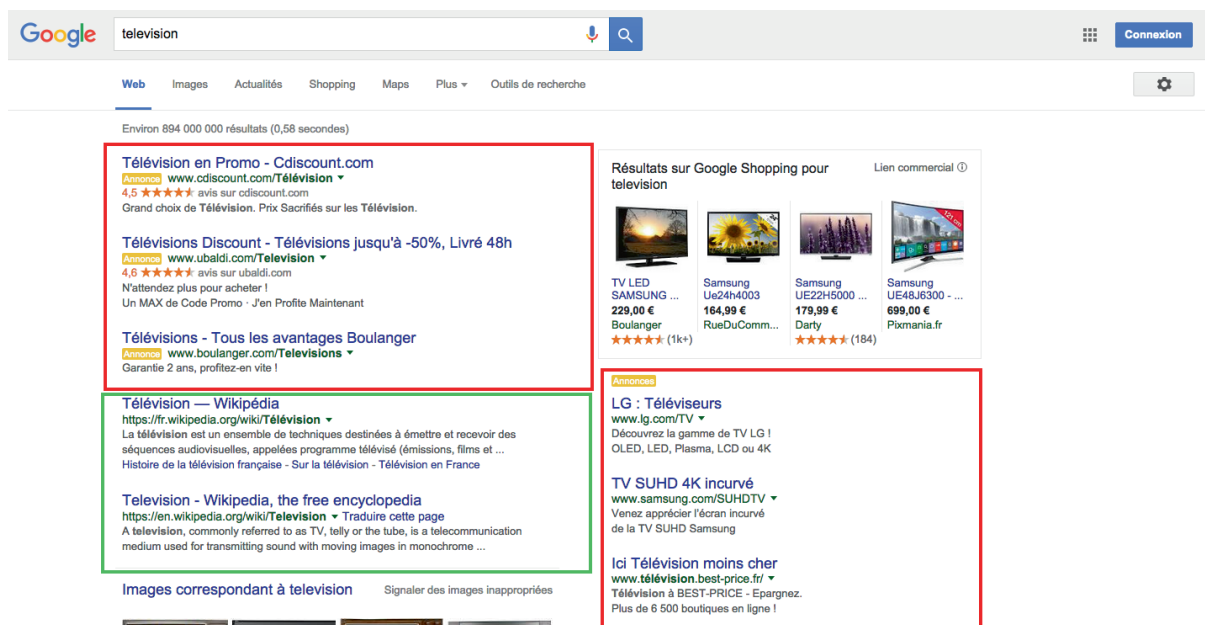 Google
television
Connexion
Web Images Actualités Shopping Maps Plus Outils de recherche
Environ 894 000 000 résultats (0,58 secondes)
Télévision en Promo - Cdiscount.com
Annonce www.cdiscount.com/Télévision
4,5 avis sur cdiscount.com
Grand choix de Télévision. Prix Sacrifiés sur les Télévision.
Télévisions Discount - Télévisions jusqu'à -50%, Livré 48h
Annonce www.ubaldi.com/Television
4,6 avis sur ubaldi.com
N'attendez plus pour acheter !
Un MAX de Code Promo · J'en Profite Maintenant
Télévisions - Tous les avantages Boulanger
Annonce www.boulanger.com/Televisions
Garantie 2 ans, profitez-en vite !
Télévision — Wikipédia
https://fr.wikipedia.org/wiki/Télévision
La télévision est un ensemble de techniques destinées à émettre et recevoir des
séquences audiovisuelles, appelées programme télévisé (émissions, films et ...
Histoire de la télévision française - Sur la télévision - Télévision en France
Television - Wikipedia, the free encyclopedia
https://en.wikipedia.org/wiki/Television Traduire cette page
A television, commonly referred to as TV, telly or the tube, is a telecommunication
medium used for transmitting sound with moving images in monochrome ...
Images correspondant à television Signaler des images inappropriées
Résultats sur Google Shopping pour
television
Lien commercial
24"
121 cm
TV LED
SAMSUNG ...
229,00 €
Boulanger
(1k+)
Samsung
Ue24h4003
164,99 €
RueDuComm...
Samsung
UE22H5000 ...
179,99 €
Darty
(184)
Samsung
UE48J6300 - ...
699,00 €
Pixmania.fr
Annonces
LG : Téléviseurs
www.lg.com/TV
Découvrez la gamme de TV LG !
OLED, LED, Plasma, LCD ou 4K
TV SUHD 4K incurvé
www.samsung.com/SUHDTV
Venez apprécier l'écran incurvé
de la TV SUHD Samsung
Ici Télévision moins cher
www.télévision.best-price.fr/
Télévision à BEST-PRICE - Epargnez.
Plus de 6 500 boutiques en ligne !